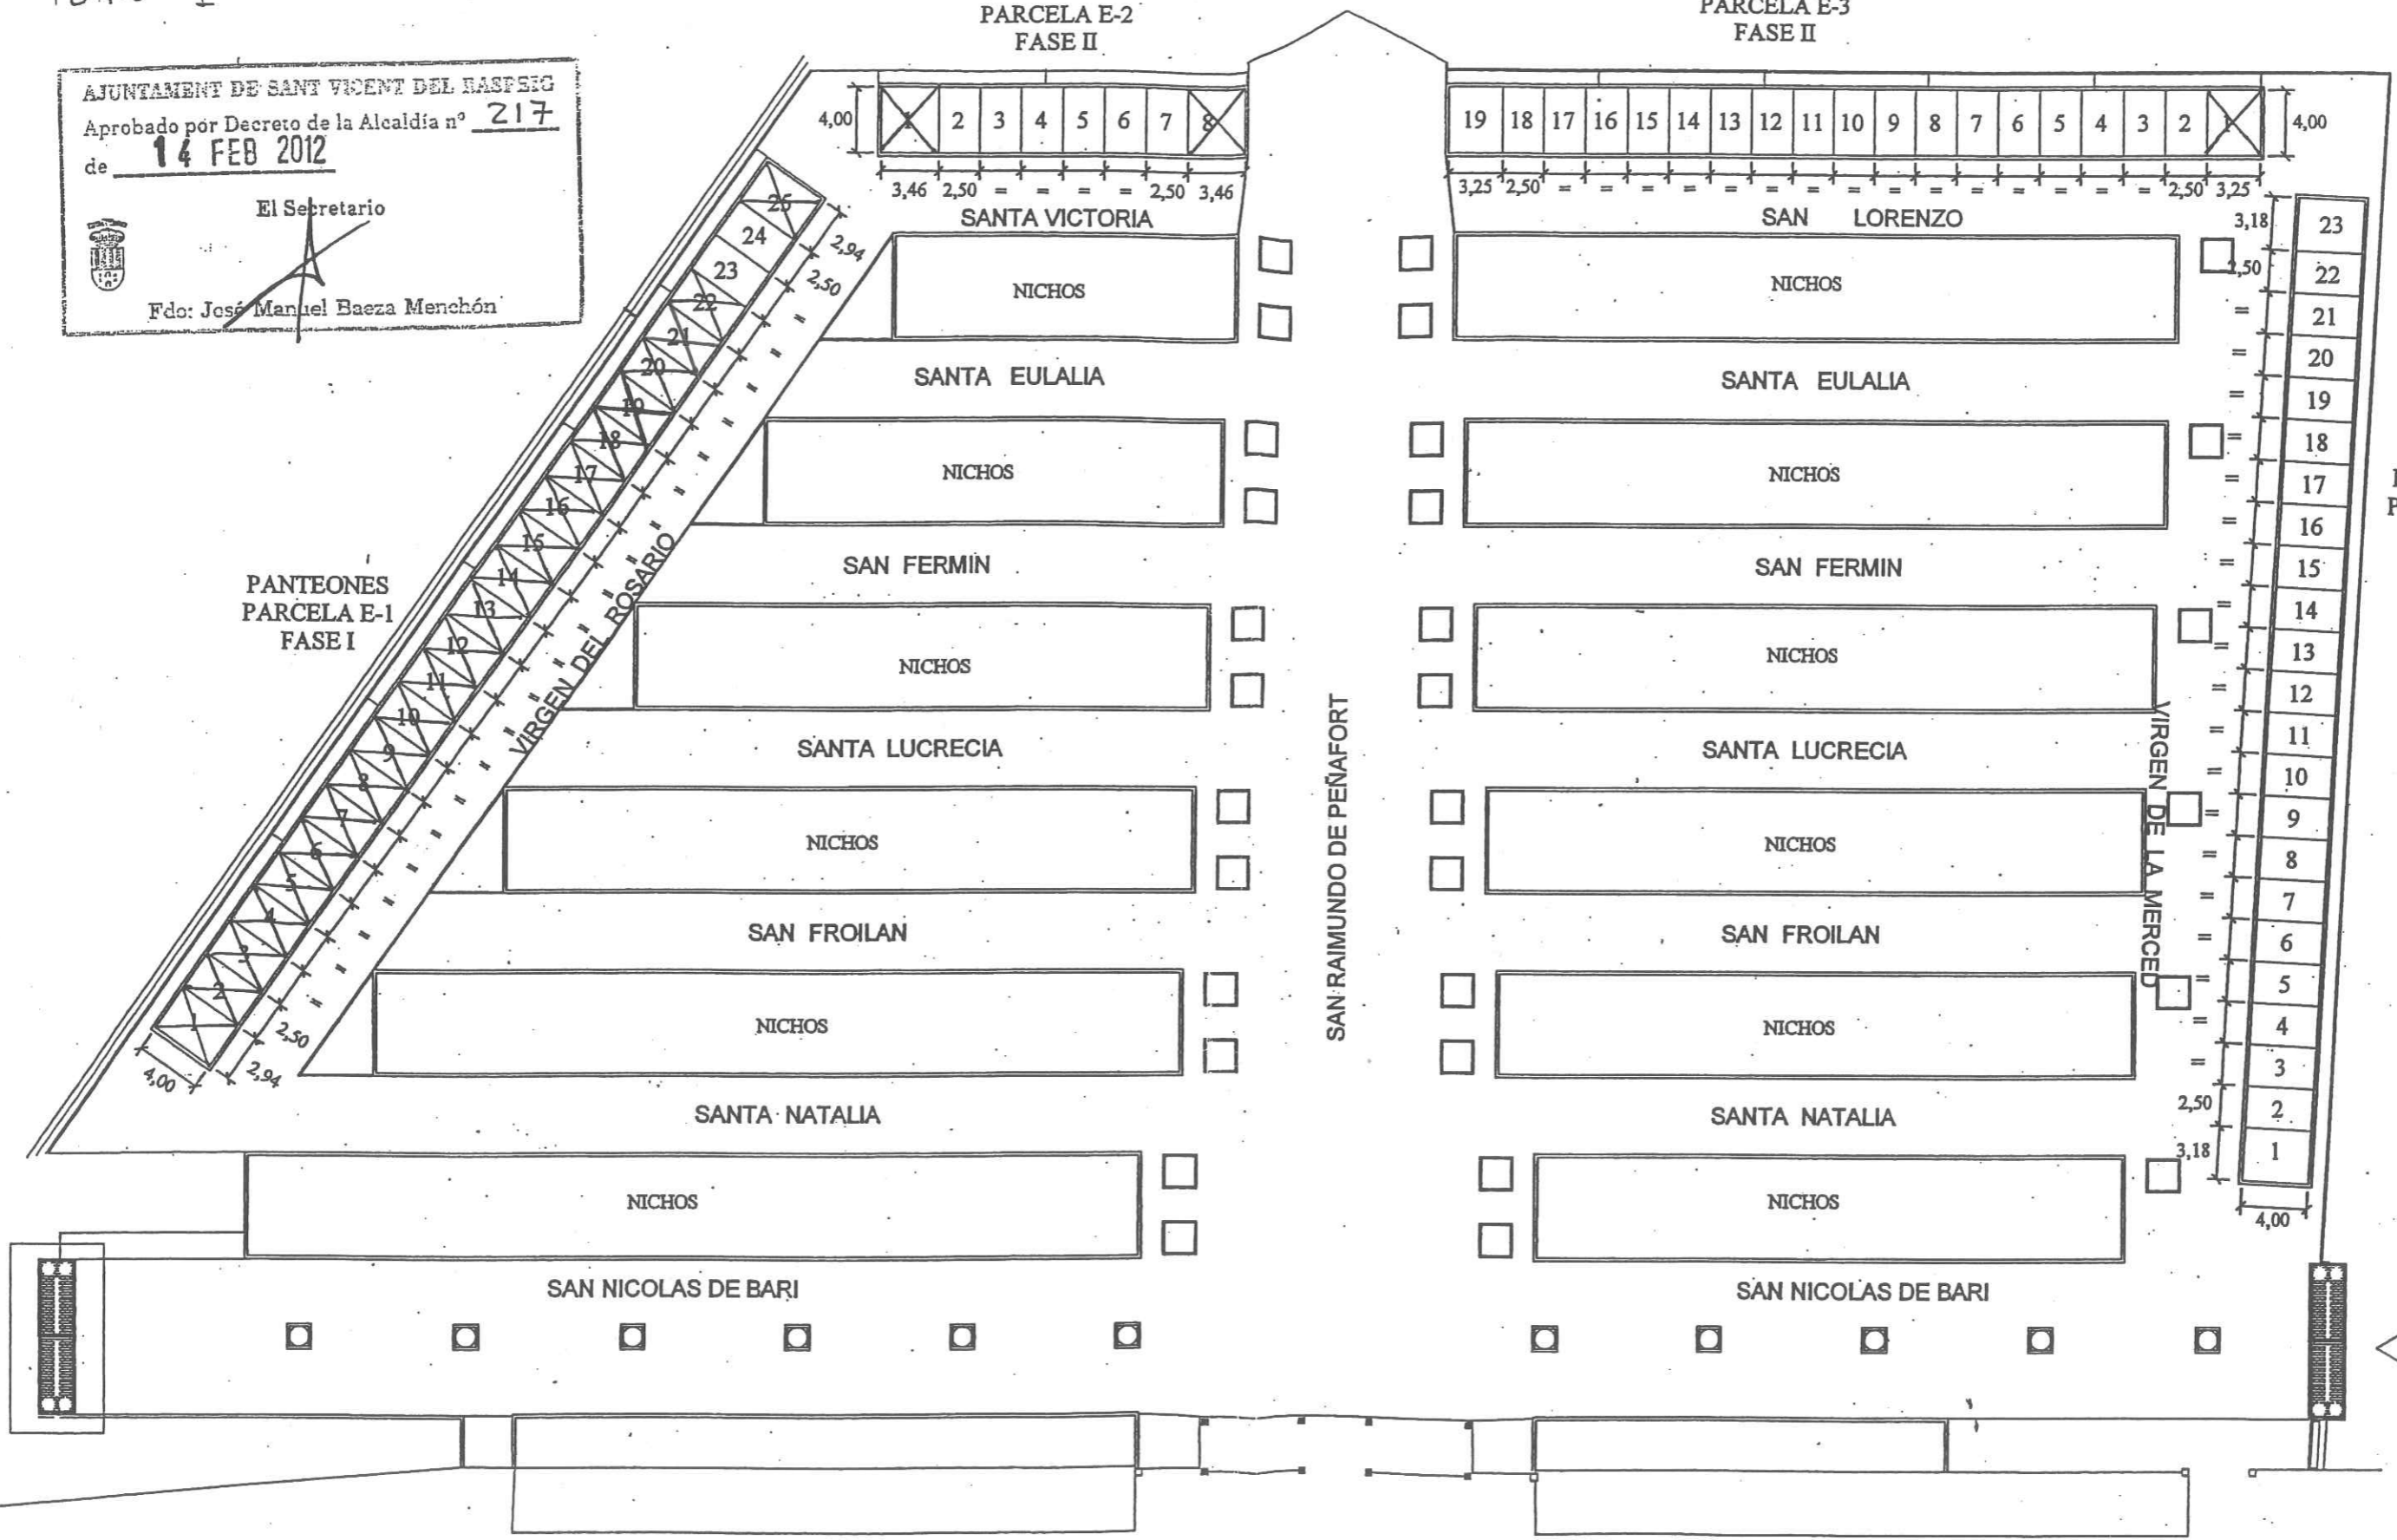 AJUNTAMENT DE SANT VICENT DEL RASPEIG
Aprobado por Decreto de la Alcaldía nº 217
de 14 FEB 2012
El Secretario
Fdo: José Manuel Baeza Menchón
PARCELA E-2
FASE II
PARCELA E-3
FASE II
4,00
1 2 3 4 5 6 7 8
3,46 2,50 = = = = 2,50 3,46
SANTA VICTORIA
19 18 17 16 15 14 13 12 11 10 9 8 7 6 5 4 3 2 1
4,00
3,25 2,50 = = = = = = = = = = = = = = = 2,50 3,25
SAN LORENZO
PANTEONES
PARCELA E-1
FASE I
25
24
23
22
21
20
19
18
17
16
15
14
13
12
11
10
9
8
7
6
5
4
3
2
1
2,94
2,50
2,50
2,94
4,00
VIRGEN DEL ROSARIO
NICHOS
NICHOS
SANTA EULALIA
SANTA EULALIA
NICHOS
NICHOS
SAN FERMIN
SAN FERMIN
NICHOS
NICHOS
SANTA LUCRECIA
SANTA LUCRECIA
NICHOS
NICHOS
SAN FROILAN
SAN FROILAN
NICHOS
NICHOS
SANTA NATALIA
SANTA NATALIA
NICHOS
NICHOS
SAN NICOLAS DE BARI
SAN NICOLAS DE BARI
SAN RAIMUNDO DE PEÑAFORT
VIRGEN DE LA MERCED
3,18
2,50
23
22
21
20
19
18
17
16
15
14
13
12
11
10
9
8
7
6
5
4
3
2
1
2,50
3,18
4,00